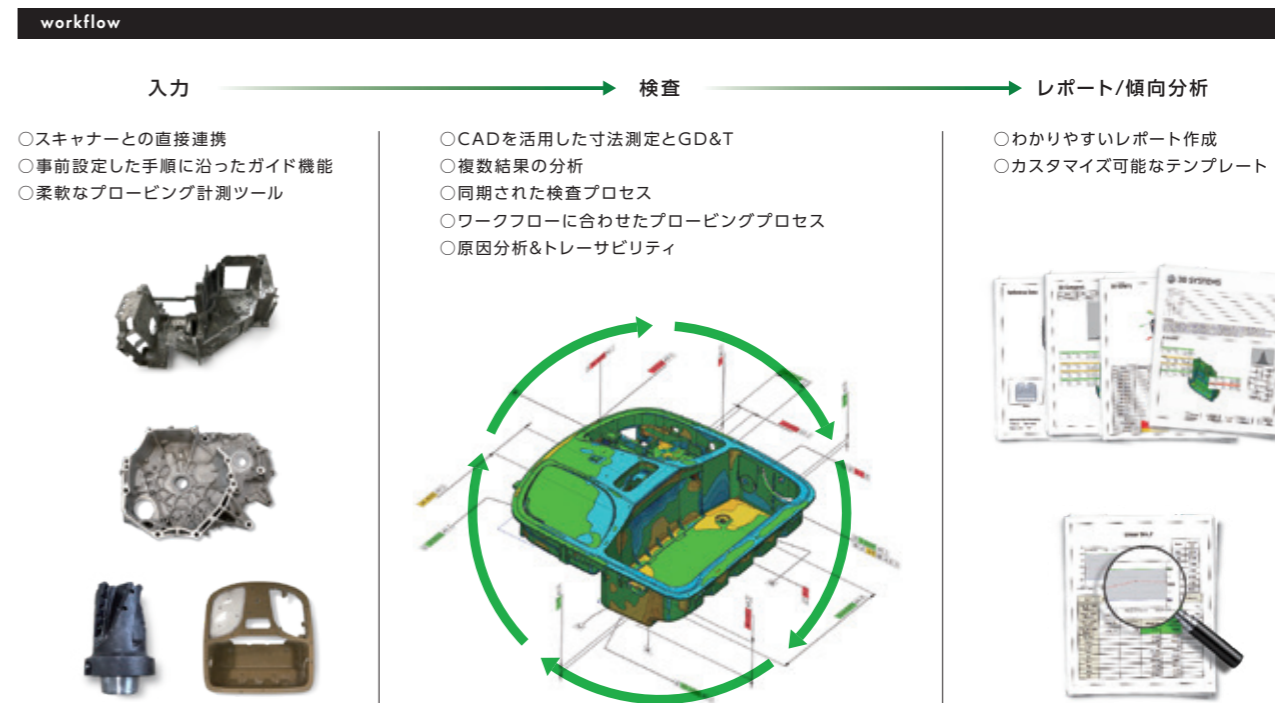 workflow
入力
検査
レポート/傾向分析
○スキャナーとの直接連携
○事前設定した手順に沿ったガイド機能
○柔軟なプロービング計測ツール
○CADを活用した寸法測定とGD&T
○複数結果の分析
○同期された検査プロセス
○ワークフローに合わせたプロービングプロセス
○原因分析&トレーサビリティ
○わかりやすいレポート作成
○カスタマイズ可能なテンプレート
3D SYSTEMS